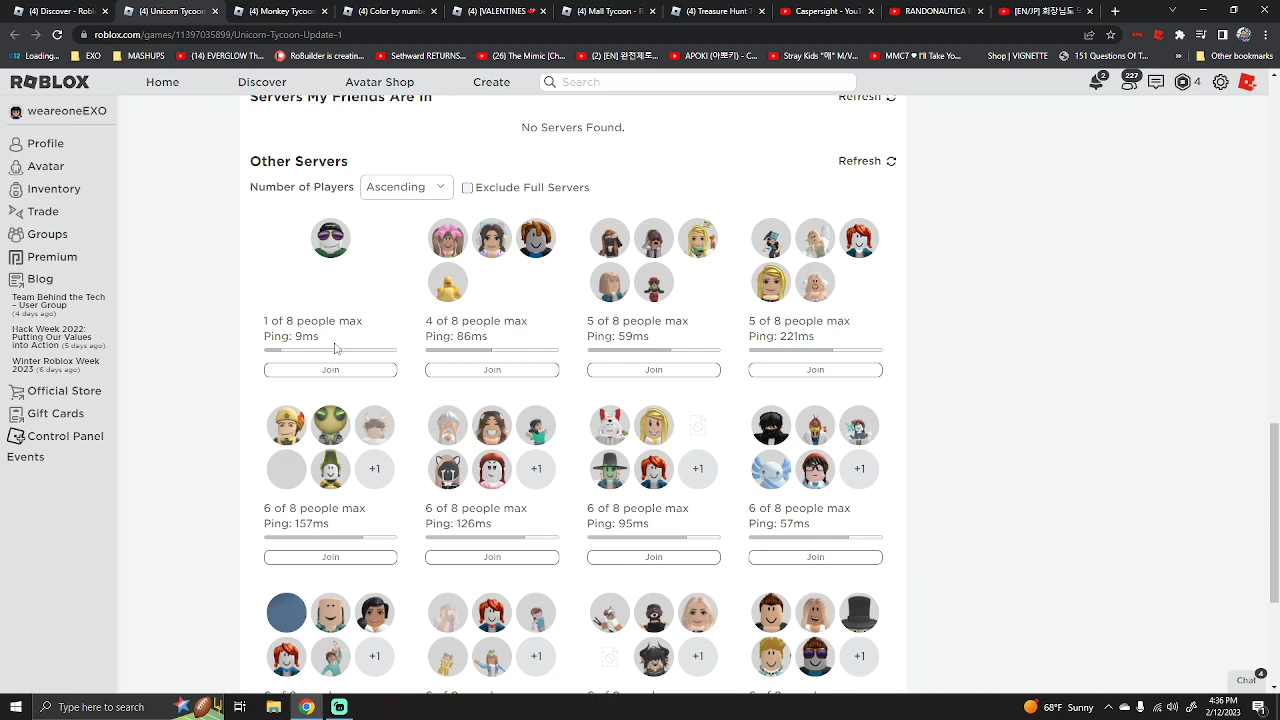 (4) Discover - Roblo
(4) Unicorn Tycoon
(4) Monkey Tycoon
(4) Color by numbe
(4) [VALENTINES
(4) Mall Tycoon - R
(4) Treasure Hunt T
Caspersight - YouT
RANDONAUTICA
[EN/JP]
roblox.com/games/11397035899/Unicorn-Tycoon-Update-1
Loading..
EXO
MASHUPS
(14) EVERGLOW Th...
RoBuilder is creatin...
Sethward RETURNS...
(26) The Mimic | C...
APOKI (아뽀키) – C...
Stray Kids "매" M/V...
MMC7 ❤ I'll Take Yo...
Shop | VIGNETTE
151 Questions Of T...
»
Other bookmarks
ROBLOX
Home
Discover
Avatar Shop
Create
Search
2
227
4
weareoneEXO
Profile
Avatar
Inventory
Trade
Groups
Premium
Blog
Team Behind the Tech
– User Group
(4 days ago)
Hack Week 2022:
Putting Our Values
into Action (5 days ago)
Winter Roblox Week
2023 (6 days ago)
Official Store
Gift Cards
Control Panel
Events
Servers My Friends Are In
Refresh
No Servers Found.
Other Servers
Refresh
Number of Players
Ascending
Exclude Full Servers
1 of 8 people max
Ping: 9ms
Join
4 of 8 people max
Ping: 86ms
Join
5 of 8 people max
Ping: 59ms
Join
5 of 8 people max
Ping: 221ms
Join
+1
6 of 8 people max
Ping: 157ms
Join
+1
6 of 8 people max
Ping: 126ms
Join
+1
6 of 8 people max
Ping: 95ms
Join
+1
6 of 8 people max
Ping: 57ms
Join
+1
+1
+1
+1
Chat
4
Type here to search
68°F Sunny
4:36 PM
2/12/2023